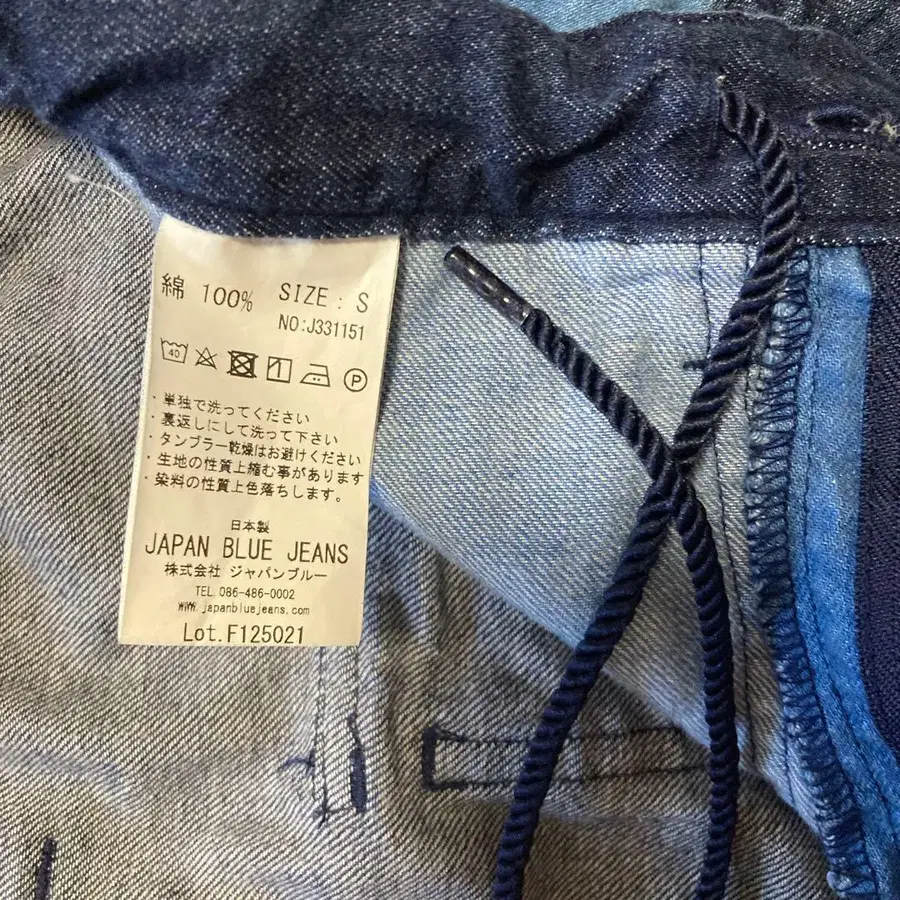 綿 100% SIZE : S
NO:J331151
40 1 P
・単独で洗ってください
・裏返しにして洗って下さい
・タンブラー乾燥はお避けください
・生地の性質上縮む事があります
・染料の性質上色落ちします。
日本製
JAPAN BLUE JEANS
株式会社 ジャパンブルー
TEL. 086-486-0002
www.japanbluejeans.com
Lot.F125021